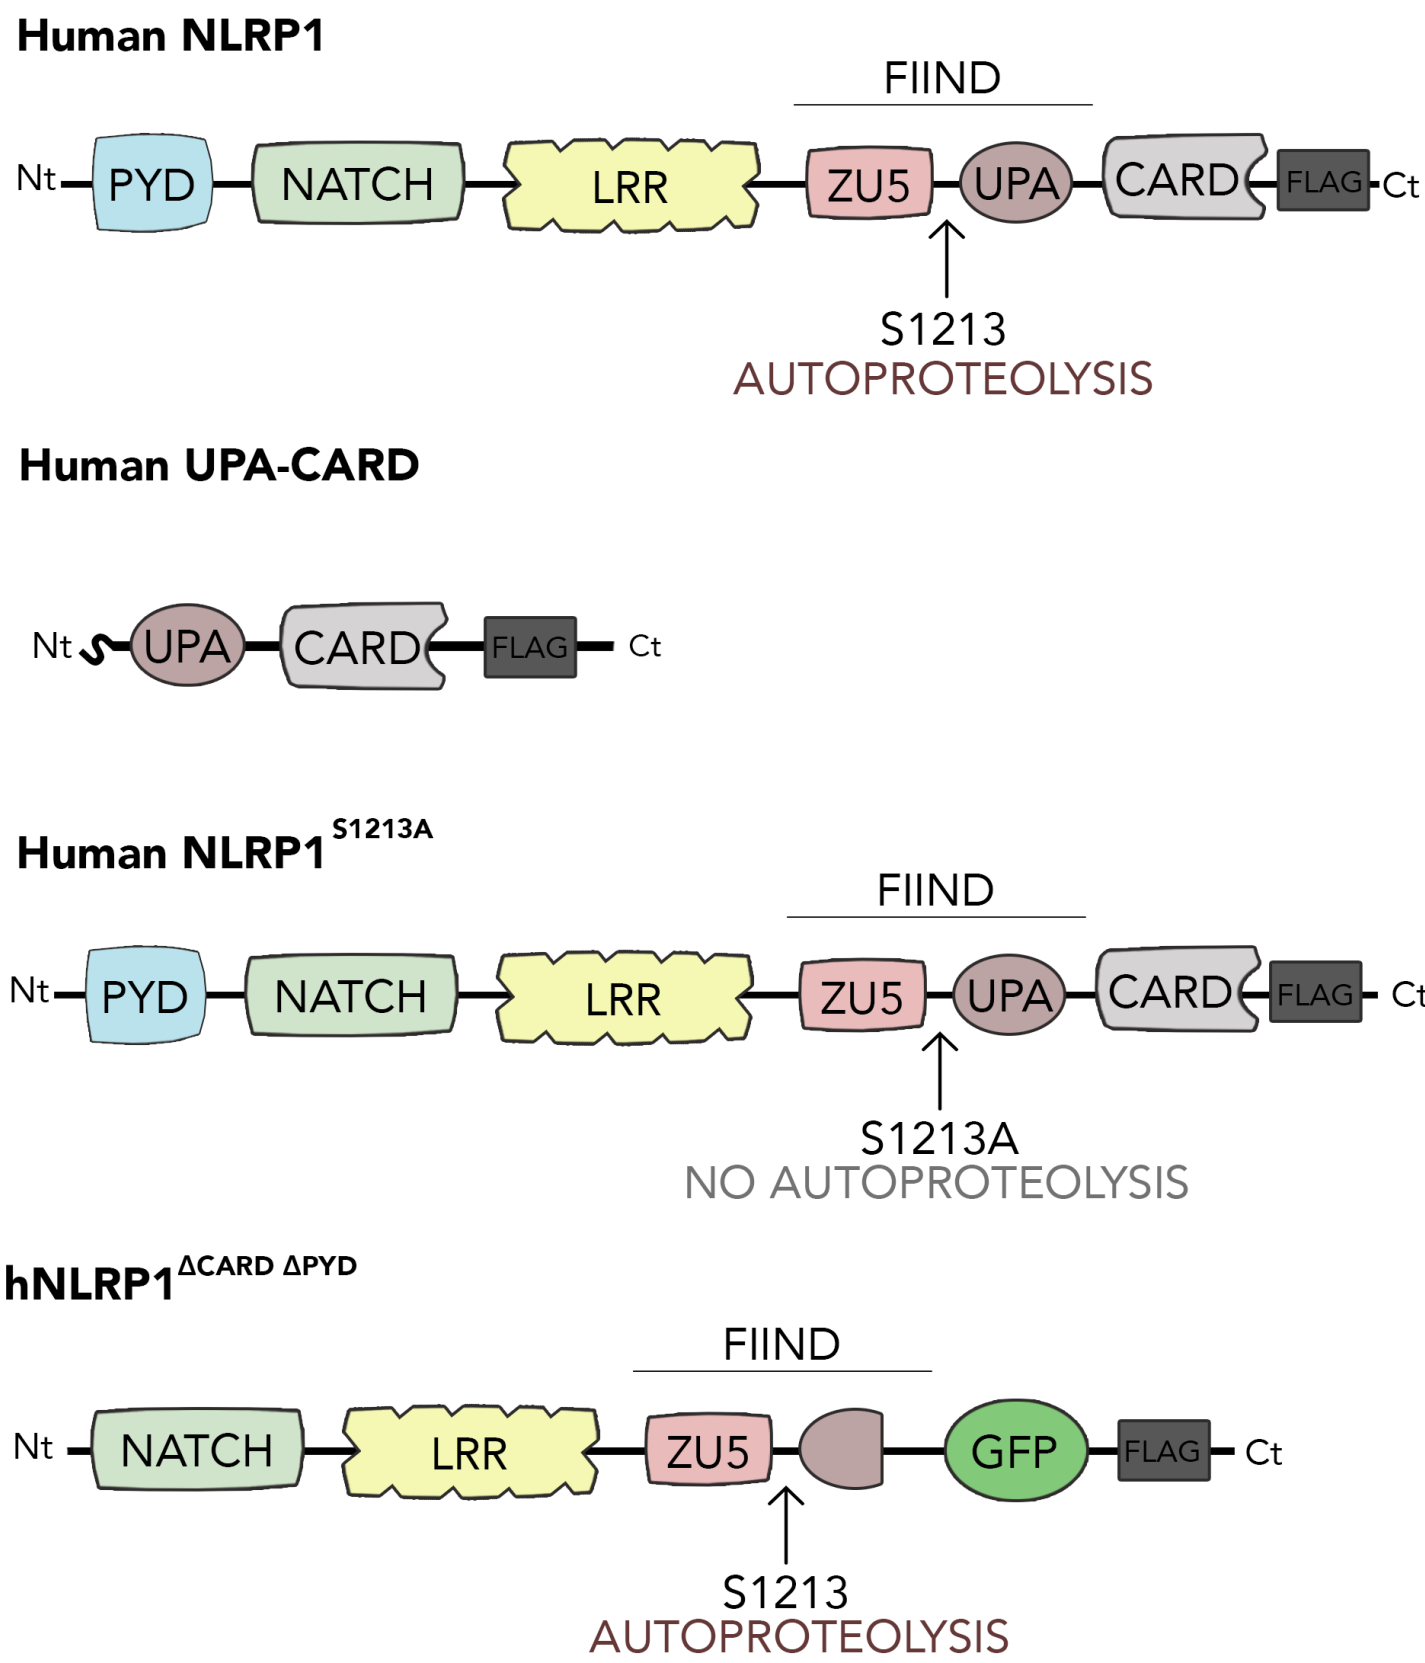 Human NLRP1
FIIND
Nt PYD NATCH LRR ZU5 UPA CARD FLAG Ct
S1213
AUTOPROTEOLYSIS
Human UPA-CARD
Nt UPA CARD FLAG Ct
Human NLRP1 S1213A
FIIND
Nt PYD NATCH LRR ZU5 UPA CARD FLAG Ct
S1213A
NO AUTOPROTEOLYSIS
hNLRP1 ΔCARD ΔPYD
FIIND
Nt NATCH LRR ZU5 GFP FLAG Ct
S1213
AUTOPROTEOLYSIS